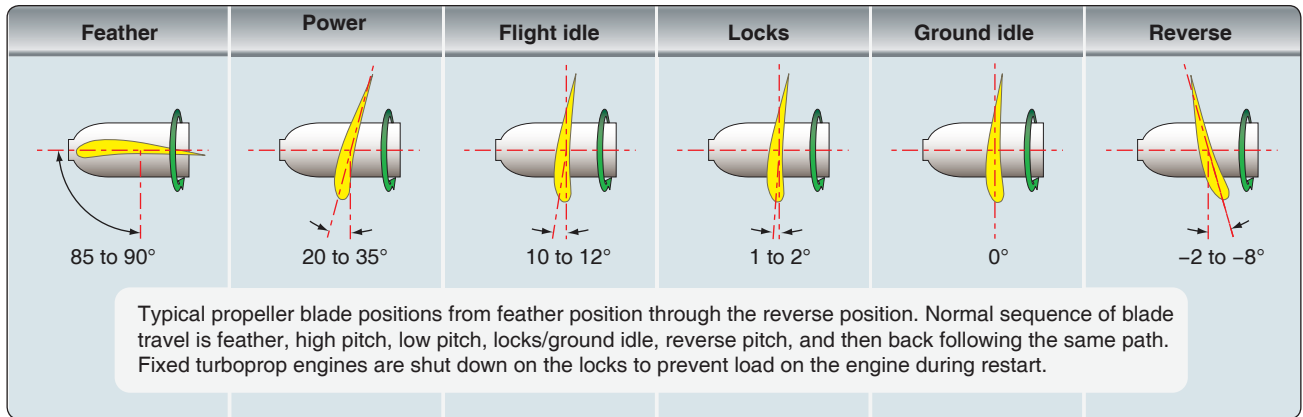 Feather
Power
Flight idle
Locks
Ground idle
Reverse
85 to 90°
20 to 35°
10 to 12°
1 to 2°
0°
−2 to −8°
Typical propeller blade positions from feather position through the reverse position. Normal sequence of blade
travel is feather, high pitch, low pitch, locks/ground idle, reverse pitch, and then back following the same path.
Fixed turboprop engines are shut down on the locks to prevent load on the engine during restart.